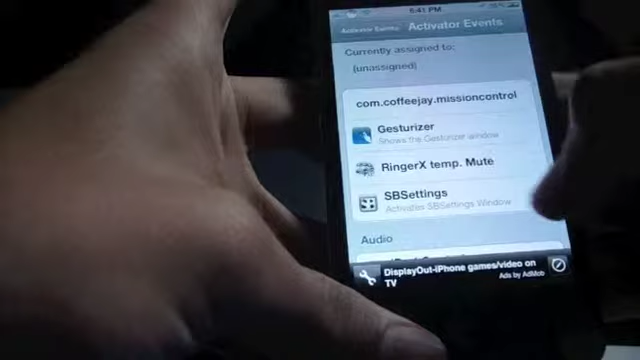 5:41 PM
Activator Events Activator Events
Currently assigned to:
(unassigned)
com.coffeejay.missioncontrol
Gesturizer
Shows the Gesturizer window
RingerX temp. Mute
SBSettings
Activates SBSettings Window
Audio
DisplayOut-iPhone games/video on
TV
Ads by AdMob